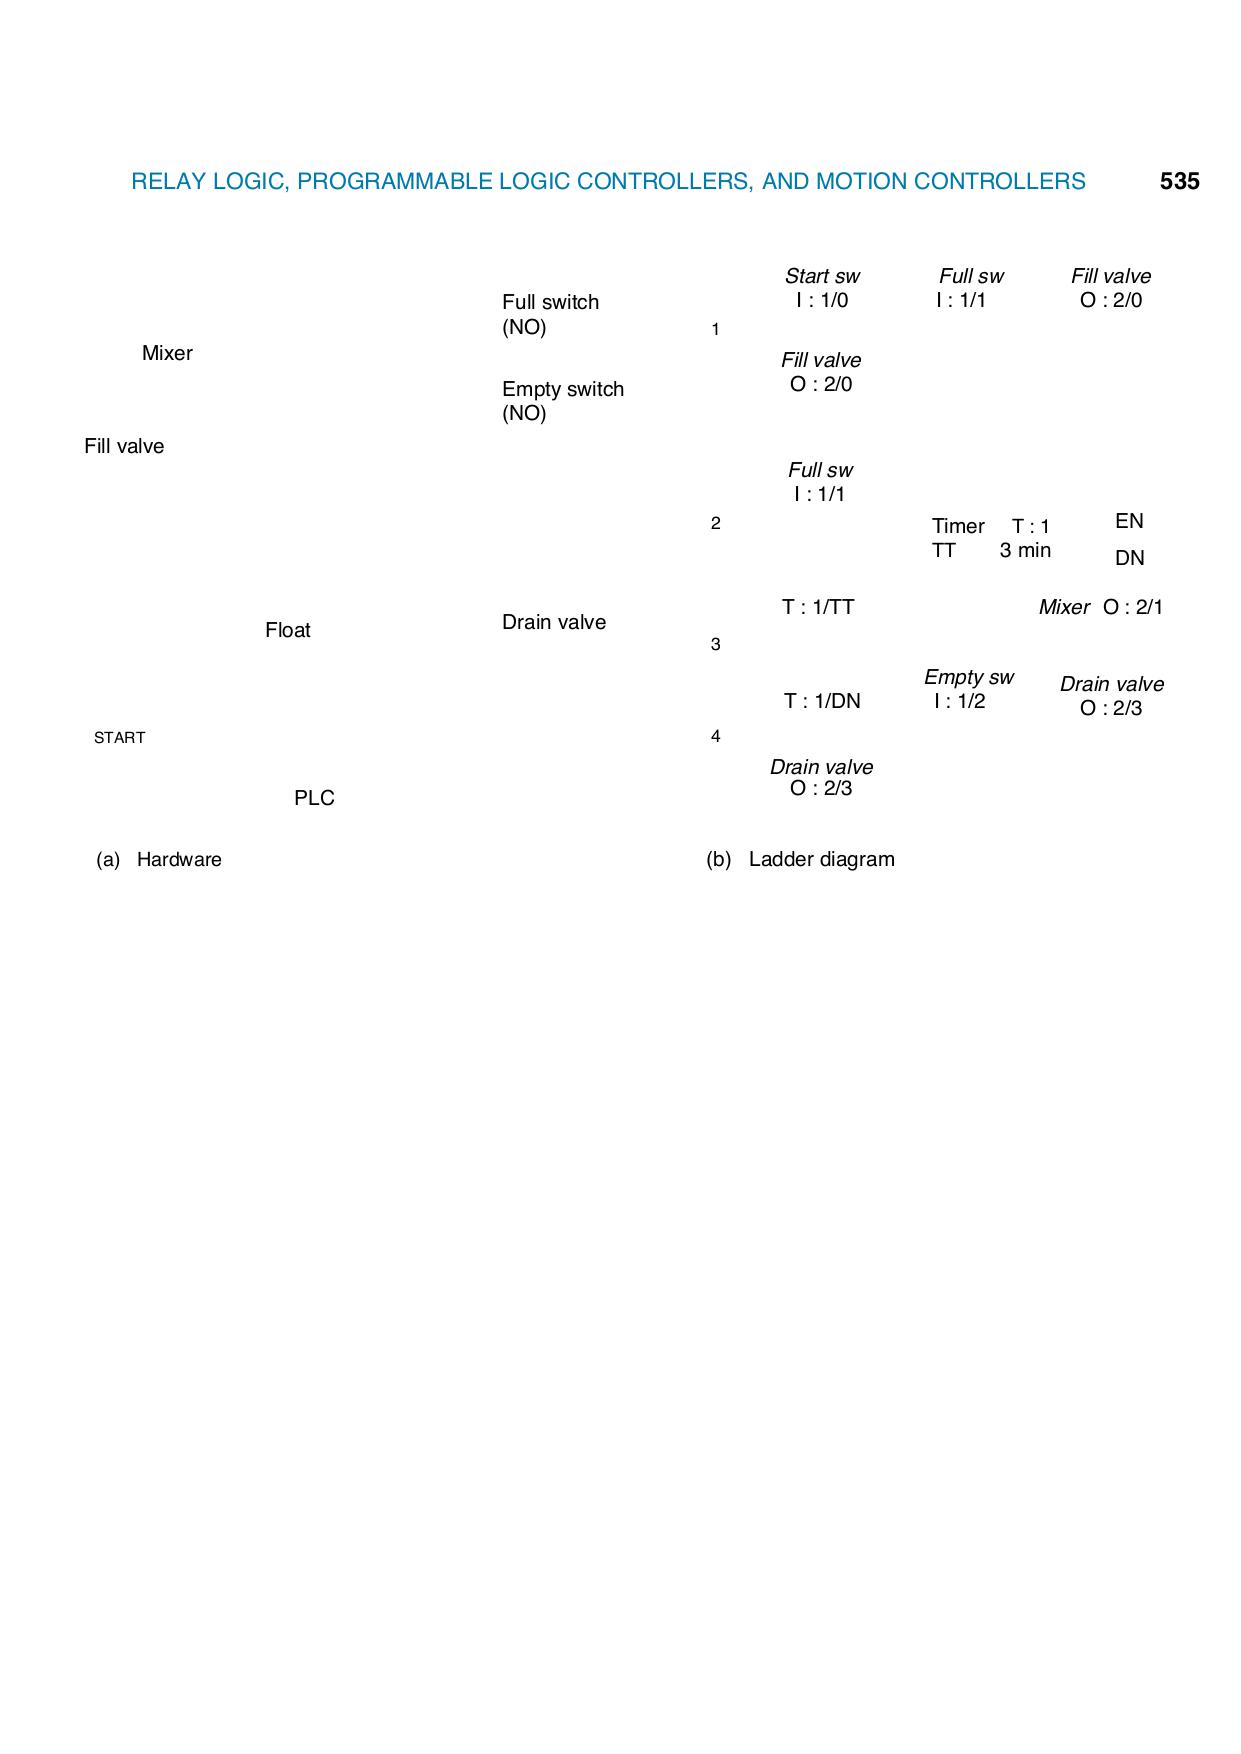 RELAY LOGIC, PROGRAMMABLE LOGIC CONTROLLERS, AND MOTION CONTROLLERS 535
Full switch
(NO)
Mixer
Empty switch
(NO)
Fill valve
Float
Drain valve
START
PLC
(a) Hardware
Start sw Full sw Fill valve
I : 1/0 I : 1/1 O : 2/0
1
Fill valve
O : 2/0
Full sw
I : 1/1
2
Timer T : 1 EN
TT 3 min DN
T : 1/TT Mixer O : 2/1
3
Empty sw Drain valve
T : 1/DN I : 1/2 O : 2/3
4
Drain valve
O : 2/3
(b) Ladder diagram